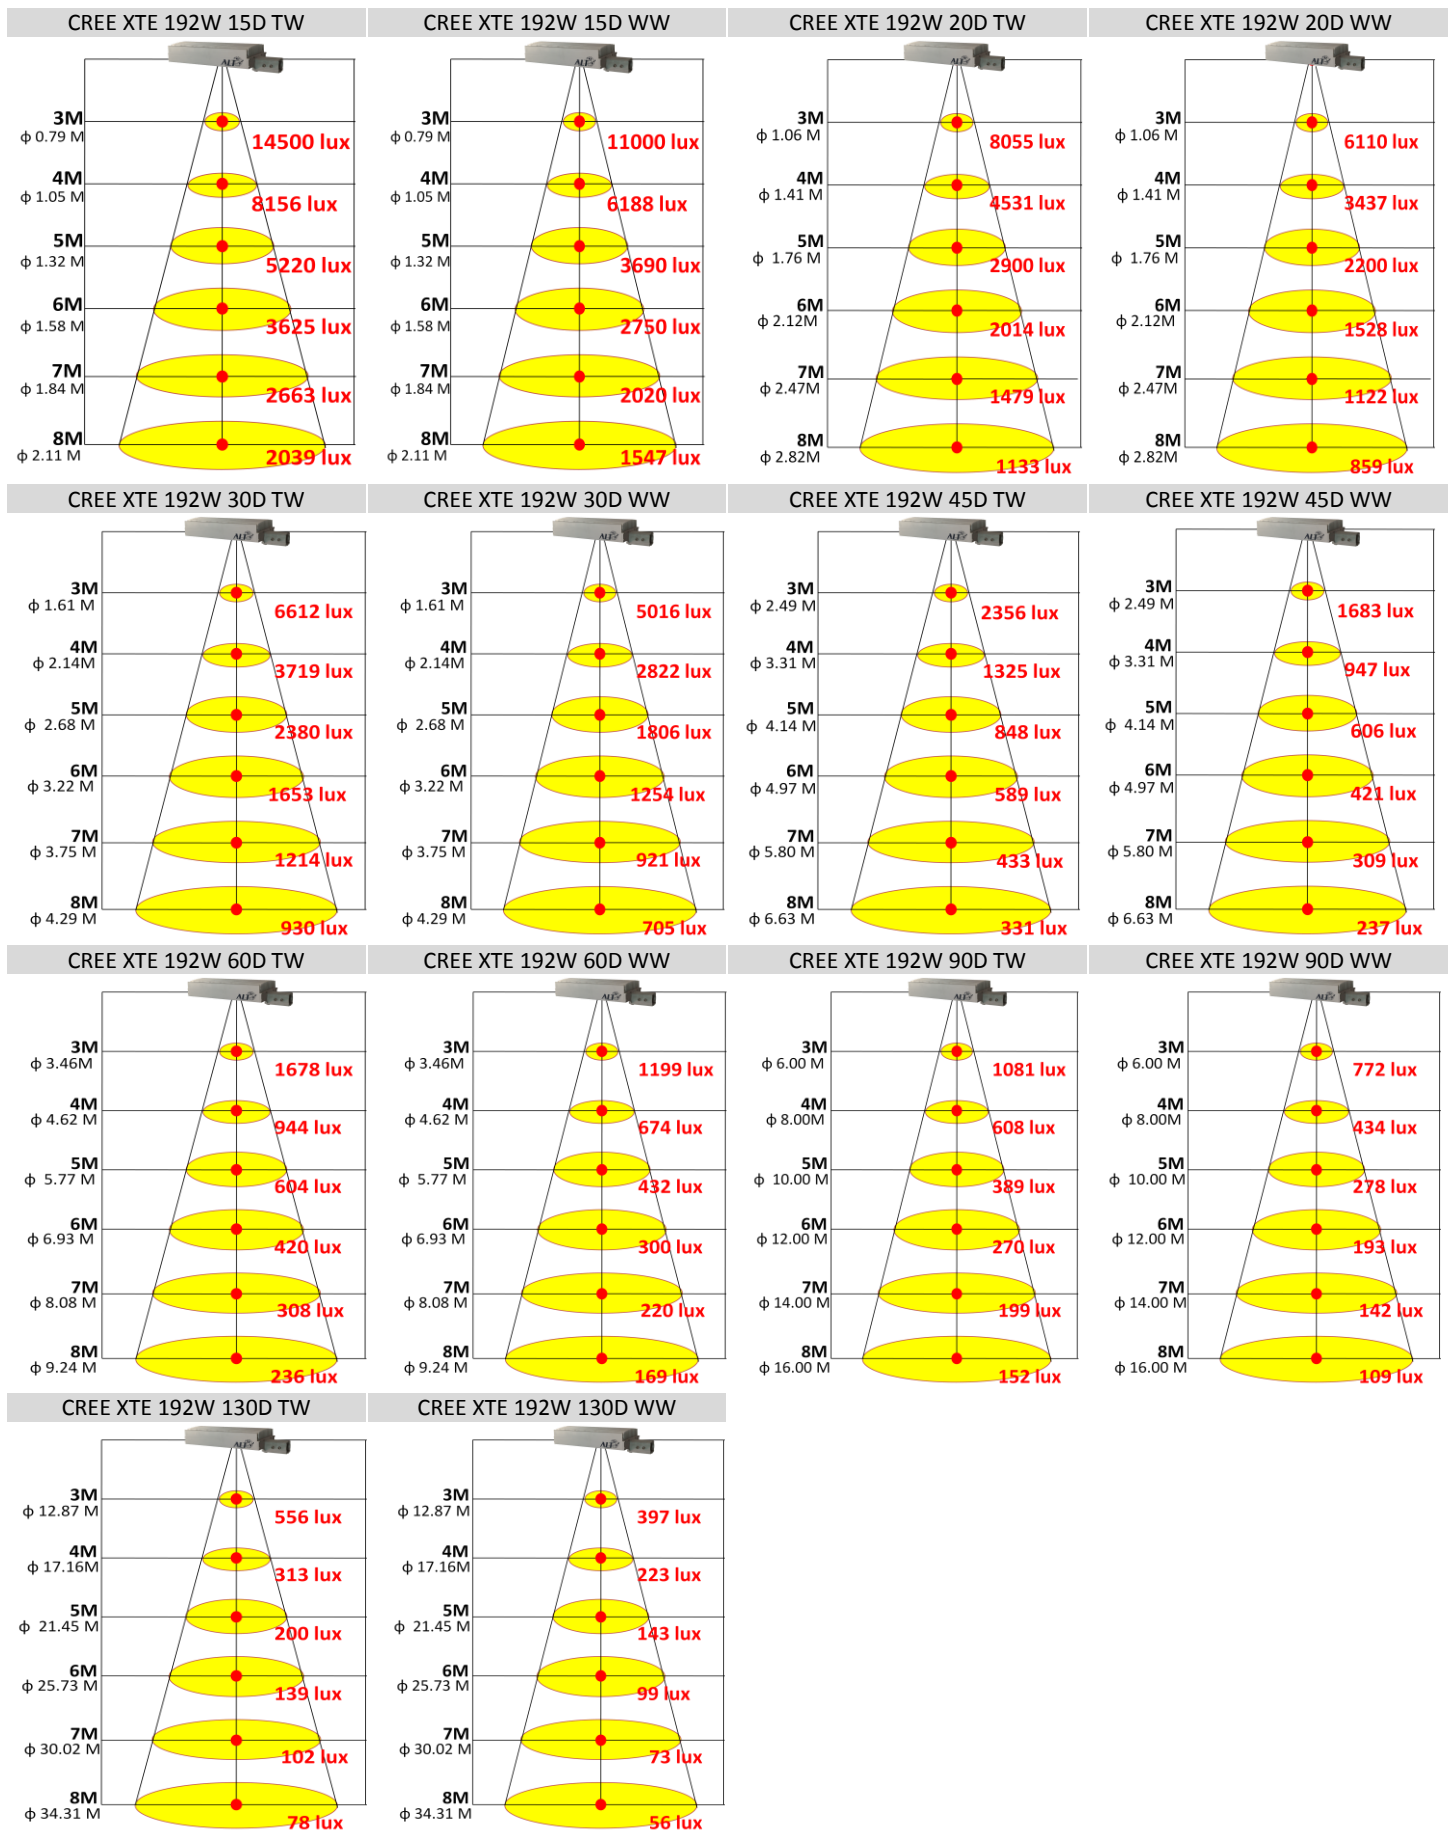 CREE XTE 192W 15D TW
3M
ϕ 0.79 M
14500 lux
4M
ϕ 1.05 M
8156 lux
5M
ϕ 1.32 M
5220 lux
6M
ϕ 1.58 M
3625 lux
7M
ϕ 1.84 M
2663 lux
8M
ϕ 2.11 M
2039 lux
CREE XTE 192W 15D WW
3M
ϕ 0.79 M
11000 lux
4M
ϕ 1.05 M
6188 lux
5M
ϕ 1.32 M
3690 lux
6M
ϕ 1.58 M
2750 lux
7M
ϕ 1.84 M
2020 lux
8M
ϕ 2.11 M
1547 lux
CREE XTE 192W 20D TW
3M
ϕ 1.06 M
8055 lux
4M
ϕ 1.41 M
4531 lux
5M
ϕ 1.76 M
2900 lux
6M
ϕ 2.12M
2014 lux
7M
ϕ 2.47M
1479 lux
8M
ϕ 2.82M
1133 lux
CREE XTE 192W 20D WW
3M
ϕ 1.06 M
6110 lux
4M
ϕ 1.41 M
3437 lux
5M
ϕ 1.76 M
2200 lux
6M
ϕ 2.12M
1528 lux
7M
ϕ 2.47M
1122 lux
8M
ϕ 2.82M
859 lux
CREE XTE 192W 30D TW
3M
ϕ 1.61 M
6612 lux
4M
ϕ 2.14M
3719 lux
5M
ϕ 2.68 M
2380 lux
6M
ϕ 3.22 M
1653 lux
7M
ϕ 3.75 M
1214 lux
8M
ϕ 4.29 M
930 lux
CREE XTE 192W 30D WW
3M
ϕ 1.61 M
5016 lux
4M
ϕ 2.14M
2822 lux
5M
ϕ 2.68 M
1806 lux
6M
ϕ 3.22 M
1254 lux
7M
ϕ 3.75 M
921 lux
8M
ϕ 4.29 M
705 lux
CREE XTE 192W 45D TW
3M
ϕ 2.49 M
2356 lux
4M
ϕ 3.31 M
1325 lux
5M
ϕ 4.14 M
848 lux
6M
ϕ 4.97 M
589 lux
7M
ϕ 5.80 M
433 lux
8M
ϕ 6.63 M
331 lux
CREE XTE 192W 45D WW
3M
ϕ 2.49 M
1683 lux
4M
ϕ 3.31 M
947 lux
5M
ϕ 4.14 M
606 lux
6M
ϕ 4.97 M
421 lux
7M
ϕ 5.80 M
309 lux
8M
ϕ 6.63 M
237 lux
CREE XTE 192W 60D TW
3M
ϕ 3.46M
1678 lux
4M
ϕ 4.62 M
944 lux
5M
ϕ 5.77 M
604 lux
6M
ϕ 6.93 M
420 lux
7M
ϕ 8.08 M
308 lux
8M
ϕ 9.24 M
236 lux
CREE XTE 192W 60D WW
3M
ϕ 3.46M
1199 lux
4M
ϕ 4.62 M
674 lux
5M
ϕ 5.77 M
432 lux
6M
ϕ 6.93 M
300 lux
7M
ϕ 8.08 M
220 lux
8M
ϕ 9.24 M
169 lux
CREE XTE 192W 90D TW
3M
ϕ 6.00 M
1081 lux
4M
ϕ 8.00M
608 lux
5M
ϕ 10.00 M
389 lux
6M
ϕ 12.00 M
270 lux
7M
ϕ 14.00 M
199 lux
8M
ϕ 16.00 M
152 lux
CREE XTE 192W 90D WW
3M
ϕ 6.00 M
772 lux
4M
ϕ 8.00M
434 lux
5M
ϕ 10.00 M
278 lux
6M
ϕ 12.00 M
193 lux
7M
ϕ 14.00 M
142 lux
8M
ϕ 16.00 M
109 lux
CREE XTE 192W 130D TW
3M
ϕ 12.87 M
556 lux
4M
ϕ 17.16M
313 lux
5M
ϕ 21.45 M
200 lux
6M
ϕ 25.73 M
139 lux
7M
ϕ 30.02 M
102 lux
8M
ϕ 34.31 M
78 lux
CREE XTE 192W 130D WW
3M
ϕ 12.87 M
397 lux
4M
ϕ 17.16M
223 lux
5M
ϕ 21.45 M
143 lux
6M
ϕ 25.73 M
99 lux
7M
ϕ 30.02 M
73 lux
8M
ϕ 34.31 M
56 lux